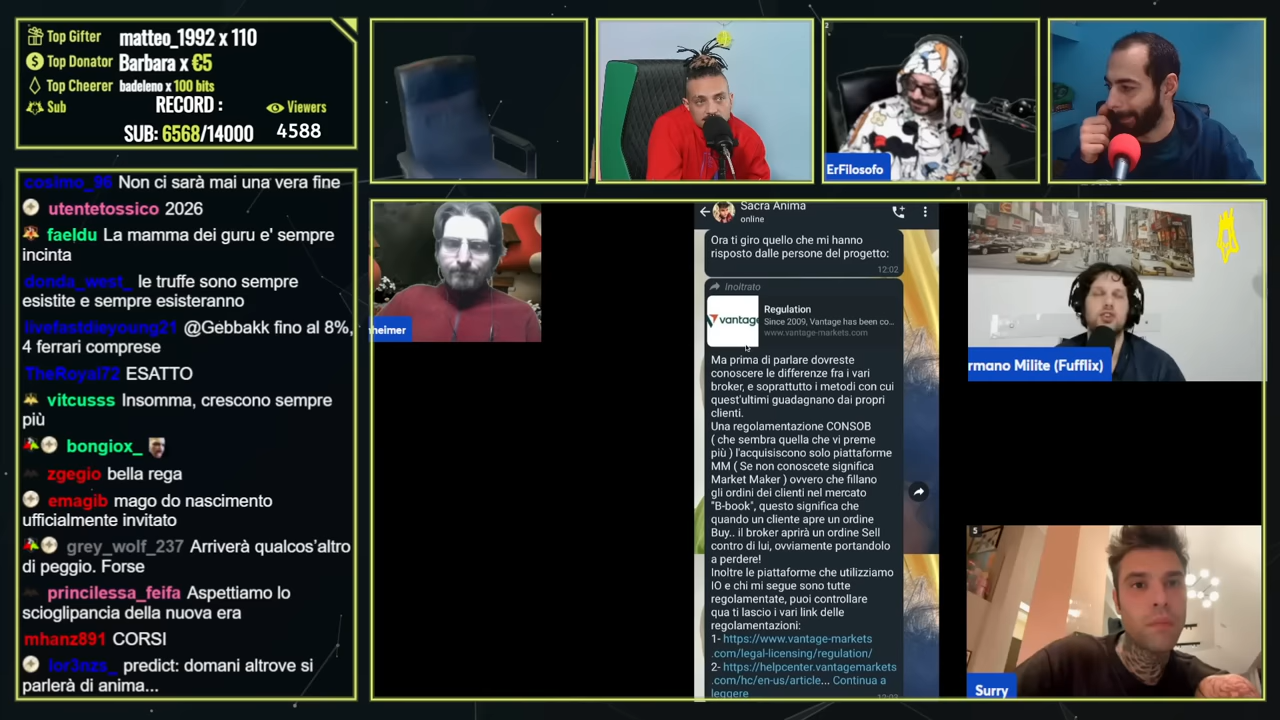 Top Gifter matteo_1992 x 110
Top Donator Barbara x €5
Top Cheerer badeleno x 100 bits
Sub RECORD : Viewers
SUB: 6568/14000 4588
cosimo_96 Non ci sarà mai una vera fine
utentetossico 2026
faeldu La mamma dei guru e' sempre
incinta
donda_west_ le truffe sono sempre
esistite e sempre esisteranno
livefastdieyoung21 @Gebbakk fino al 8%,
4 ferrari comprese
TheRoyal72 ESATTO
vitcusss Insomma, crescono sempre
più
bongiox_
zgegio bella rega
emagib mago do nascimento
ufficialmente invitato
grey_wolf_237 Arriverà qualcos'altro
di peggio. Forse
princilessa_feifa Aspettiamo lo
scioglipancia della nuova era
mhanz891 CORSI
lor3nzs_ predict: domani altrove si
parlerà di anima...
2
ErFilosofo
heimer
Sacra Anima
online
Ora ti giro quello che mi hanno
risposto dalle persone del progetto:
12:02
Inoltrato
vantage
Regulation
Since 2009, Vantage has been co...
www.vantage-markets.com
Ma prima di parlare dovreste
conoscere le differenze fra i vari
broker, e soprattutto i metodi con cui
quest'ultimi guadagnano dai propri
clienti.
Una regolamentazione CONSOB
( che sembra quella che vi preme
più ) l'acquisiscono solo piattaforme
MM ( Se non conoscete significa
Market Maker ) ovvero che fillano
gli ordini dei clienti nel mercato
"B-book", questo significa che
quando un cliente apre un ordine
Buy.. il broker aprirà un ordine Sell
contro di lui, ovviamente portandolo
a perdere!
Inoltre le piattaforme che utilizziamo
IO e chi mi segue sono tutte
regolamentate, puoi controllare
qua ti lascio i vari link delle
regolamentazioni:
1- https://www.vantage-markets
.com/legal-licensing/regulation/
2- https://helpcenter.vantagemarkets
.com/hc/en-us/article... Continua a
leggere
12:03
rmano Milite (Fufflix)
5
Surry